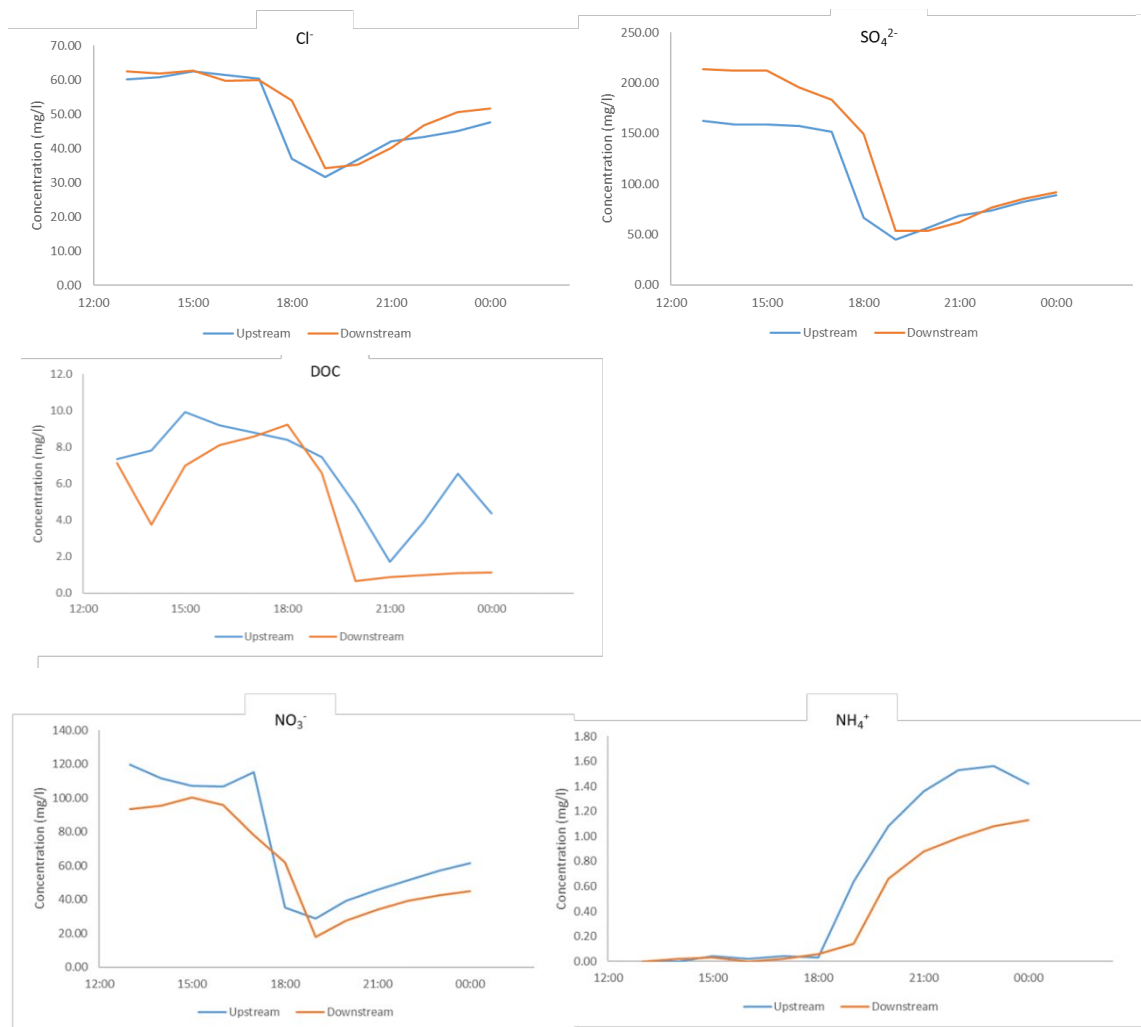 Cl⁻
Concentration (mg/l)
70.00
60.00
50.00
40.00
30.00
20.00
10.00
0.00
12:00 15:00 18:00 21:00 00:00
Upstream Downstream
SO₄²⁻
Concentration (mg/l)
250.00
200.00
150.00
100.00
50.00
0.00
12:00 15:00 18:00 21:00 00:00
Upstream Downstream
DOC
Concentration (mg/l)
12.0
10.0
8.0
6.0
4.0
2.0
0.0
12:00 15:00 18:00 21:00 00:00
Upstream Downstream
NO₃⁻
Concentration (mg/l)
140.00
120.00
100.00
80.00
60.00
40.00
20.00
0.00
12:00 15:00 18:00 21:00 00:00
Upstream Downstream
NH₄⁺
Concentration (mg/l)
1.80
1.60
1.40
1.20
1.00
0.80
0.60
0.40
0.20
0.00
12:00 15:00 18:00 21:00 00:00
Upstream Downstream